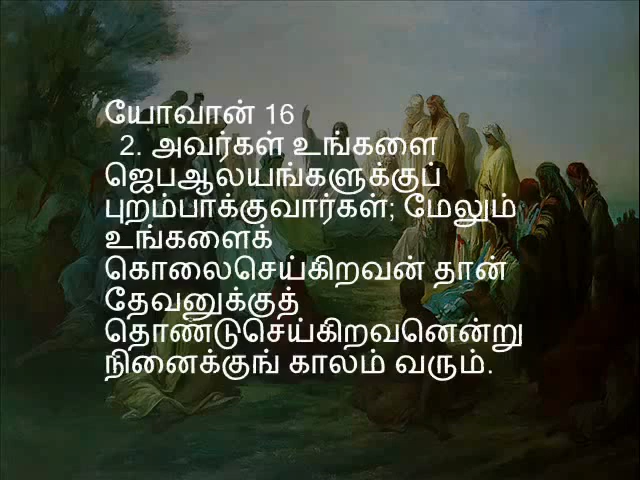 யோவான் 16
2. அவர்கள் உங்களை
ஜெபஆலயங்களுக்குப்
புறம்பாக்குவார்கள்; மேலும்
உங்களைக்
கொலைசெய்கிறவன் தான்
தேவனுக்குத்
தொண்டுசெய்கிறவனென்று
நினைக்குங் காலம் வரும்.